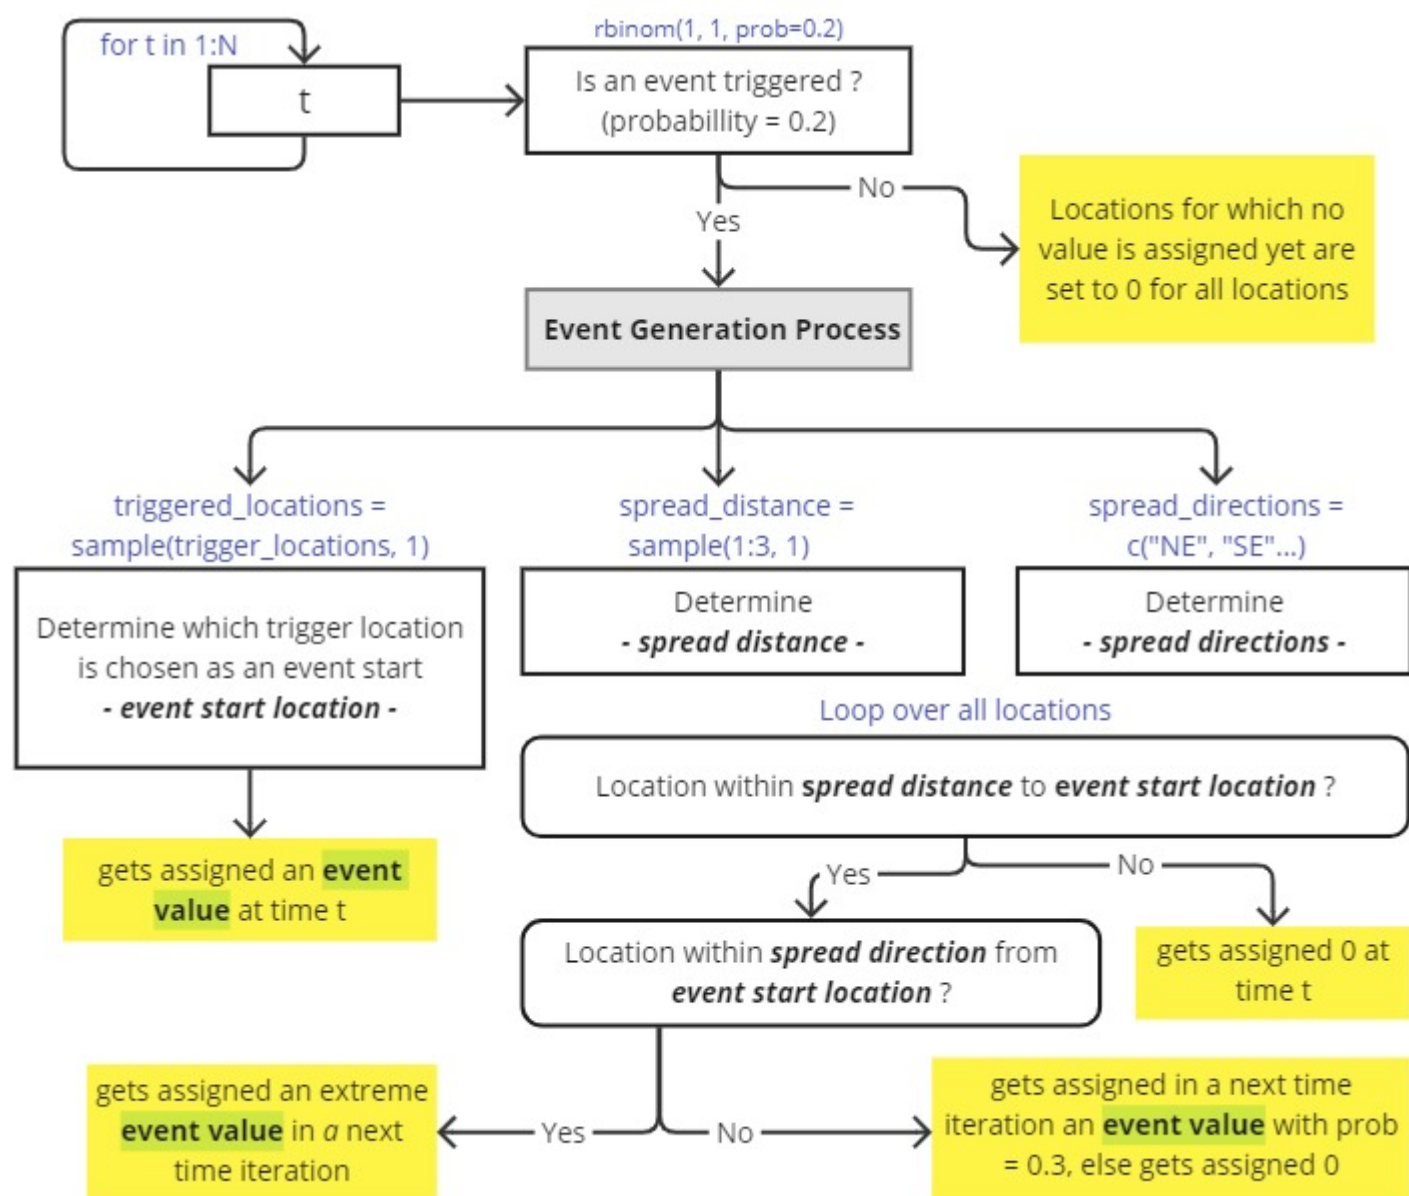 for t in 1:N
t
rbinom(1, 1, prob=0.2)
Is an event triggered ?
(probabillity = 0.2)
No
Yes
Locations for which no
value is assigned yet are
set to 0 for all locations
Event Generation Process
triggered_locations =
sample(trigger_locations, 1)
Determine which trigger location
is chosen as an event start
- event start location -
gets assigned an event
value at time t
spread_distance =
sample(1:3, 1)
Determine
- spread distance -
spread_directions =
c("NE", "SE"...)
Determine
- spread directions -
Loop over all locations
Location within spread distance to event start location ?
Yes
No
Location within spread direction from
event start location ?
gets assigned 0 at
time t
Yes
No
gets assigned an extreme
event value in a next
time iteration
gets assigned in a next time
iteration an event value with prob
= 0.3, else gets assigned 0